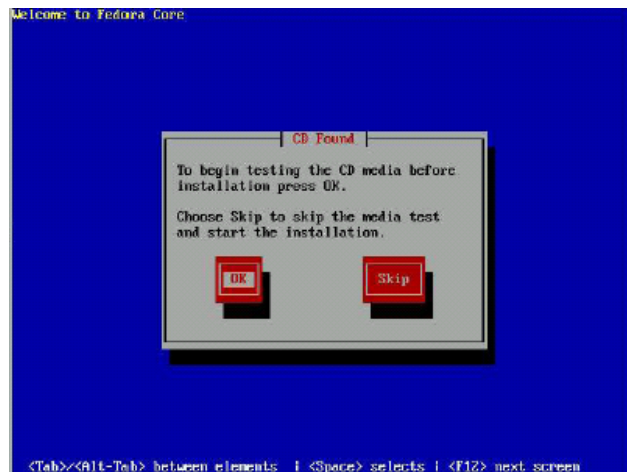 Welcome to Fedora Core
CD Found
To begin testing the CD media before
installation press OK.
Choose Skip to skip the media test
and start the installation.
OK Skip
<Tab>/<Alt-Tab> between elements | <Space> selects | <F12> next screen